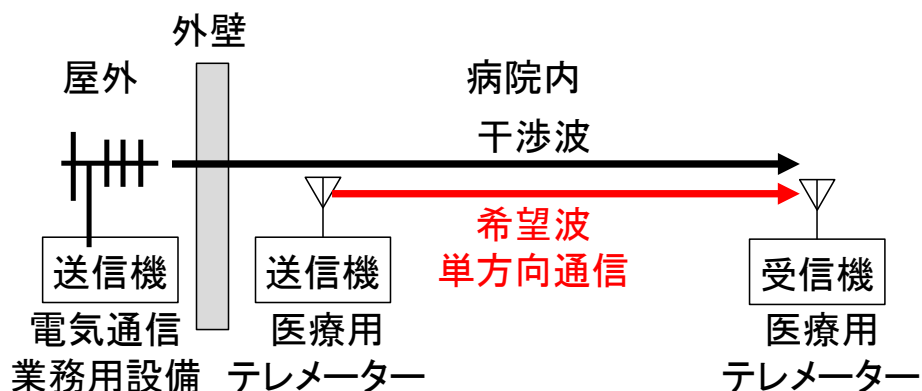 外壁
屋外
病院内
干渉波
希望波
単方向通信
送信機
送信機
受信機
電気通信
業務用設備
医療用
テレメーター
医療用
テレメーター